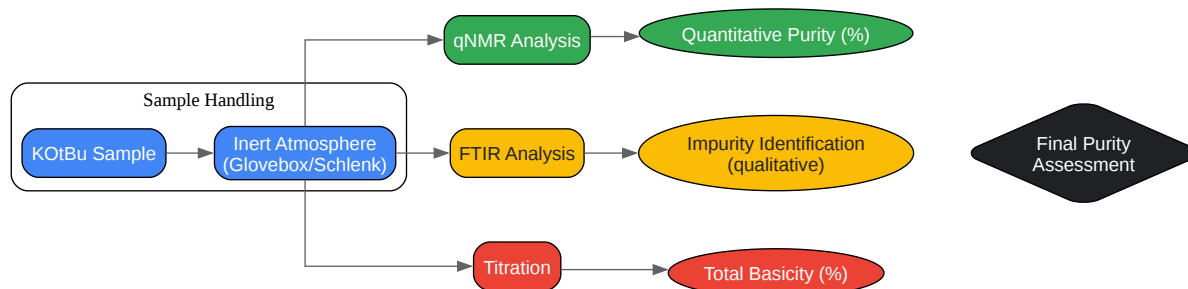 qNMR Analysis
Quantitative Purity (%)
Sample Handling
KOtBu Sample
Inert Atmosphere
(Glovebox/Schlenk)
FTIR Analysis
Impurity Identification
(qualitative)
Final Purity
Assessment
Titration
Total Basicity (%)